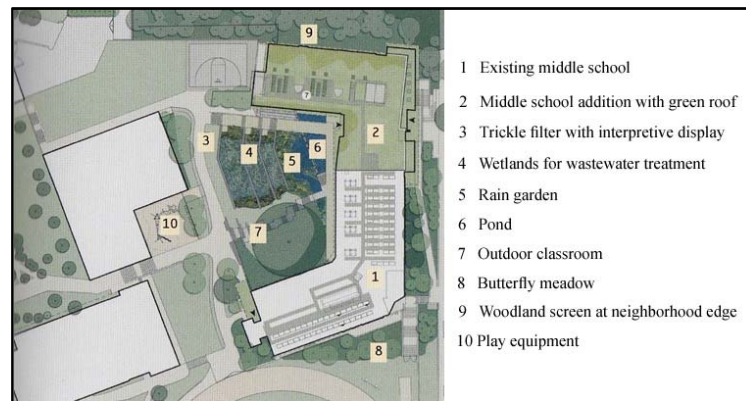 9
7
2
3
4
5
6
10
7
1
8
1 Existing middle school
2 Middle school addition with green roof
3 Trickle filter with interpretive display
4 Wetlands for wastewater treatment
5 Rain garden
6 Pond
7 Outdoor classroom
8 Butterfly meadow
9 Woodland screen at neighborhood edge
10 Play equipment